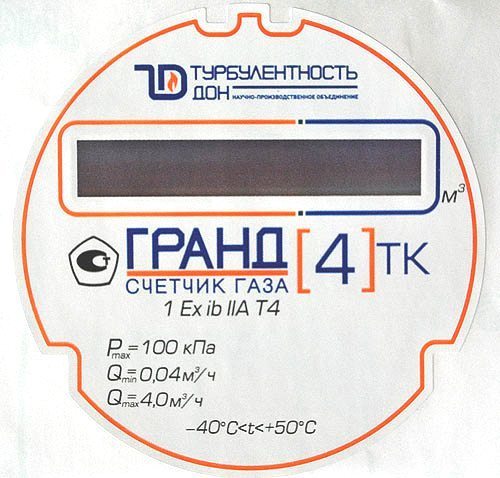 ТУРБУЛЕНТНОСТЬ
ДОН НАУЧНО-ПРОИЗВОДСТВЕННОЕ ОБЪЕДИНЕНИЕ
м³
ГРАНД [4] ТК
СЧЕТЧИК ГАЗА
1 Ex ib IIA T4
Pmax=100 кПа
Qmin=0,04м³/ч
Qmax=4,0м³/ч
–40°C<t<+50°C